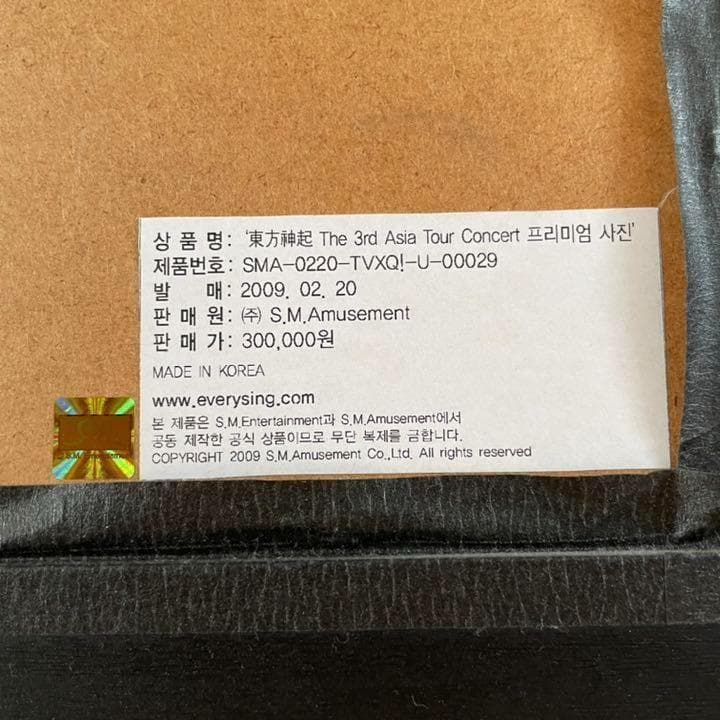 상 품 명: '東方神起 The 3rd Asia Tour Concert 프리미엄 사진'
제품번호: SMA-0220-TVXQ!-U-00029
발 매: 2009. 02. 20
판 매 원: ㈜ S.M.Amusement
판 매 가: 300,000원
MADE IN KOREA
www.everysing.com
본 제품은 S.M.Entertainment과 S.M.Amusement에서
공동 제작한 공식 상품이므로 무단 복제를 금합니다.
COPYRIGHT 2009 S.M.Amusement Co.,Ltd. All rights reserved
S.M.Amusement